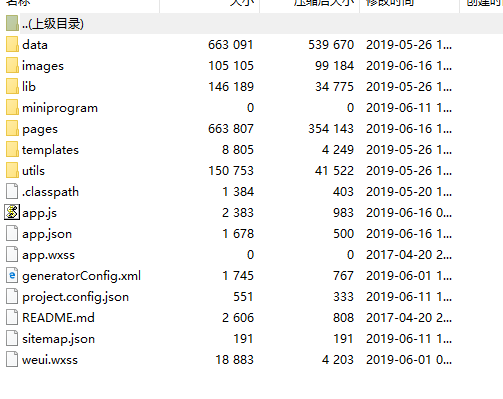 名称 大小 压缩后大小 修改时间 创建时
..(上级目录)
data 663 091 539 670 2019-05-26 1...
images 105 105 99 184 2019-06-16 1...
lib 146 189 34 775 2019-05-26 1...
miniprogram 0 0 2019-06-11 1...
pages 663 807 354 143 2019-06-16 1...
templates 8 805 4 249 2019-05-26 1...
utils 150 753 41 522 2019-05-26 1...
.classpath 1 384 403 2019-05-20 1...
app.js 2 383 983 2019-06-16 0...
app.json 1 678 500 2019-06-16 1...
app.wxss 0 0 2017-04-20 2...
generatorConfig.xml 1 745 767 2019-06-01 1...
project.config.json 551 333 2019-06-11 1...
README.md 2 606 808 2017-04-20 2...
sitemap.json 191 191 2019-06-11 1...
weui.wxss 18 883 4 203 2019-06-01 0...